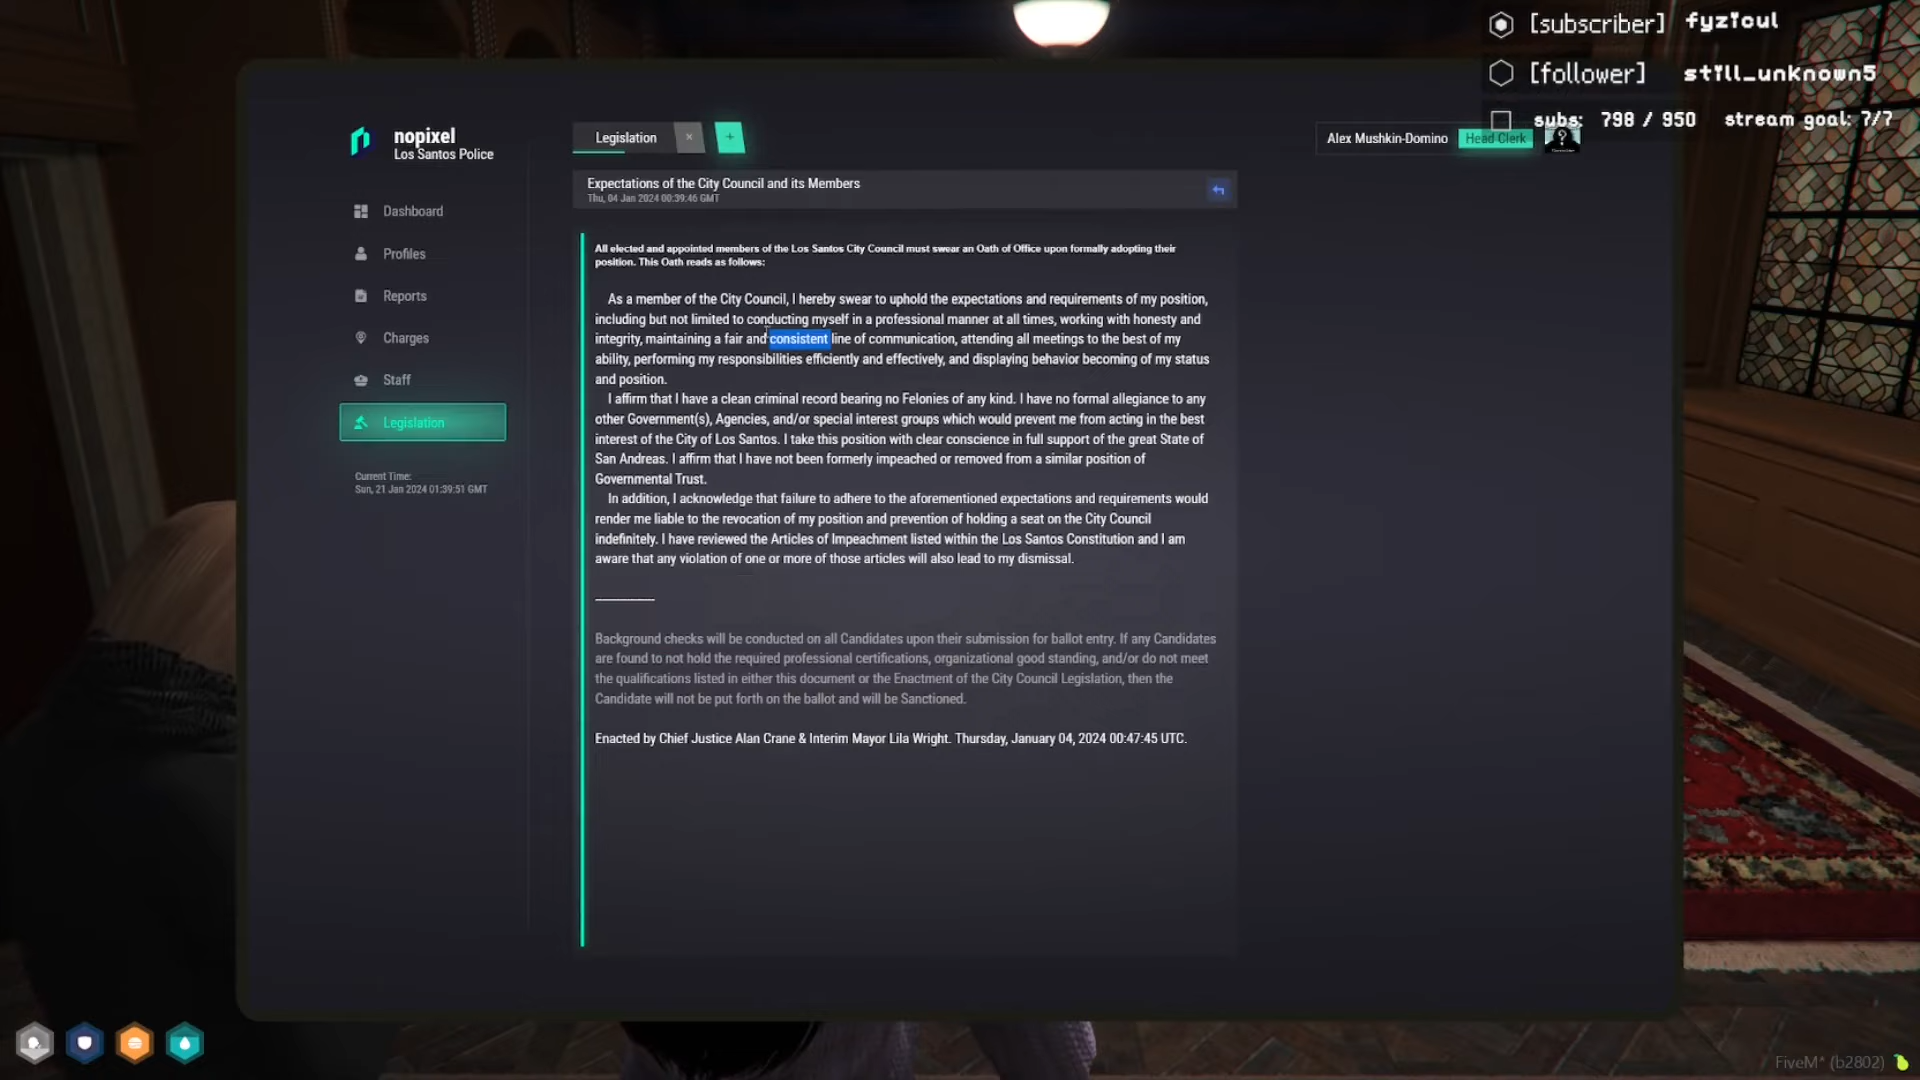 [subscriber] fyzioul
[follower] still_unknown5
subs: 798 / 950 stream goal: 7/7
nopixel
Los Santos Police
Legislation × +
Alex Mushkin-Domino Head Clerk
Dashboard
Profiles
Reports
Charges
Staff
Legislation
Current Time:
Sun, 21 Jan 2024 01:39:51 GMT
Expectations of the City Council and its Members
Thu, 04 Jan 2024 00:39:46 GMT
All elected and appointed members of the Los Santos City Council must swear an Oath of Office upon formally adopting their
position. This Oath reads as follows:
As a member of the City Council, I hereby swear to uphold the expectations and requirements of my position,
including but not limited to conducting myself in a professional manner at all times, working with honesty and
integrity, maintaining a fair and consistent line of communication, attending all meetings to the best of my
ability, performing my responsibilities efficiently and effectively, and displaying behavior becoming of my status
and position.
I affirm that I have a clean criminal record bearing no Felonies of any kind. I have no formal allegiance to any
other Government(s), Agencies, and/or special interest groups which would prevent me from acting in the best
interest of the City of Los Santos. I take this position with clear conscience in full support of the great State of
San Andreas. I affirm that I have not been formerly impeached or removed from a similar position of
Governmental Trust.
In addition, I acknowledge that failure to adhere to the aforementioned expectations and requirements would
render me liable to the revocation of my position and prevention of holding a seat on the City Council
indefinitely. I have reviewed the Articles of Impeachment listed within the Los Santos Constitution and I am
aware that any violation of one or more of those articles will also lead to my dismissal.
Background checks will be conducted on all Candidates upon their submission for ballot entry. If any Candidates
are found to not hold the required professional certifications, organizational good standing, and/or do not meet
the qualifications listed in either this document or the Enactment of the City Council Legislation, then the
Candidate will not be put forth on the ballot and will be Sanctioned.
Enacted by Chief Justice Alan Crane & Interim Mayor Lila Wright. Thursday, January 04, 2024 00:47:45 UTC.
FiveM* (b2802)